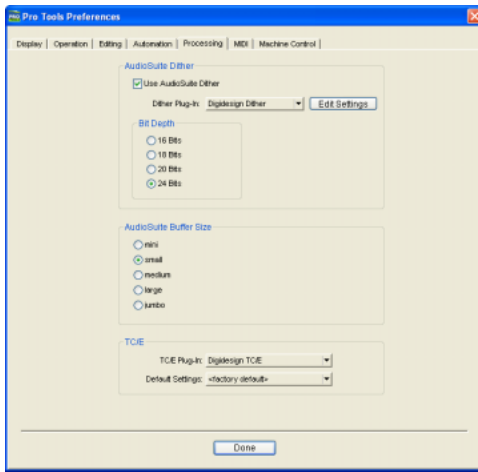 Pro Tools Preferences
Display | Operation | Editing | Automation | Processing | MIDI | Machine Control |
AudioSuite Dither
Use AudioSuite Dither
Dither Plug-In: Digidesign Dither Edit Settings
Bit Depth
16 Bits
18 Bits
20 Bits
24 Bits
AudioSuite Buffer Size
mini
small
medium
large
jumbo
TC/E
TC/E Plug-In: Digidesign TC/E
Default Settings: <factory default>
Done